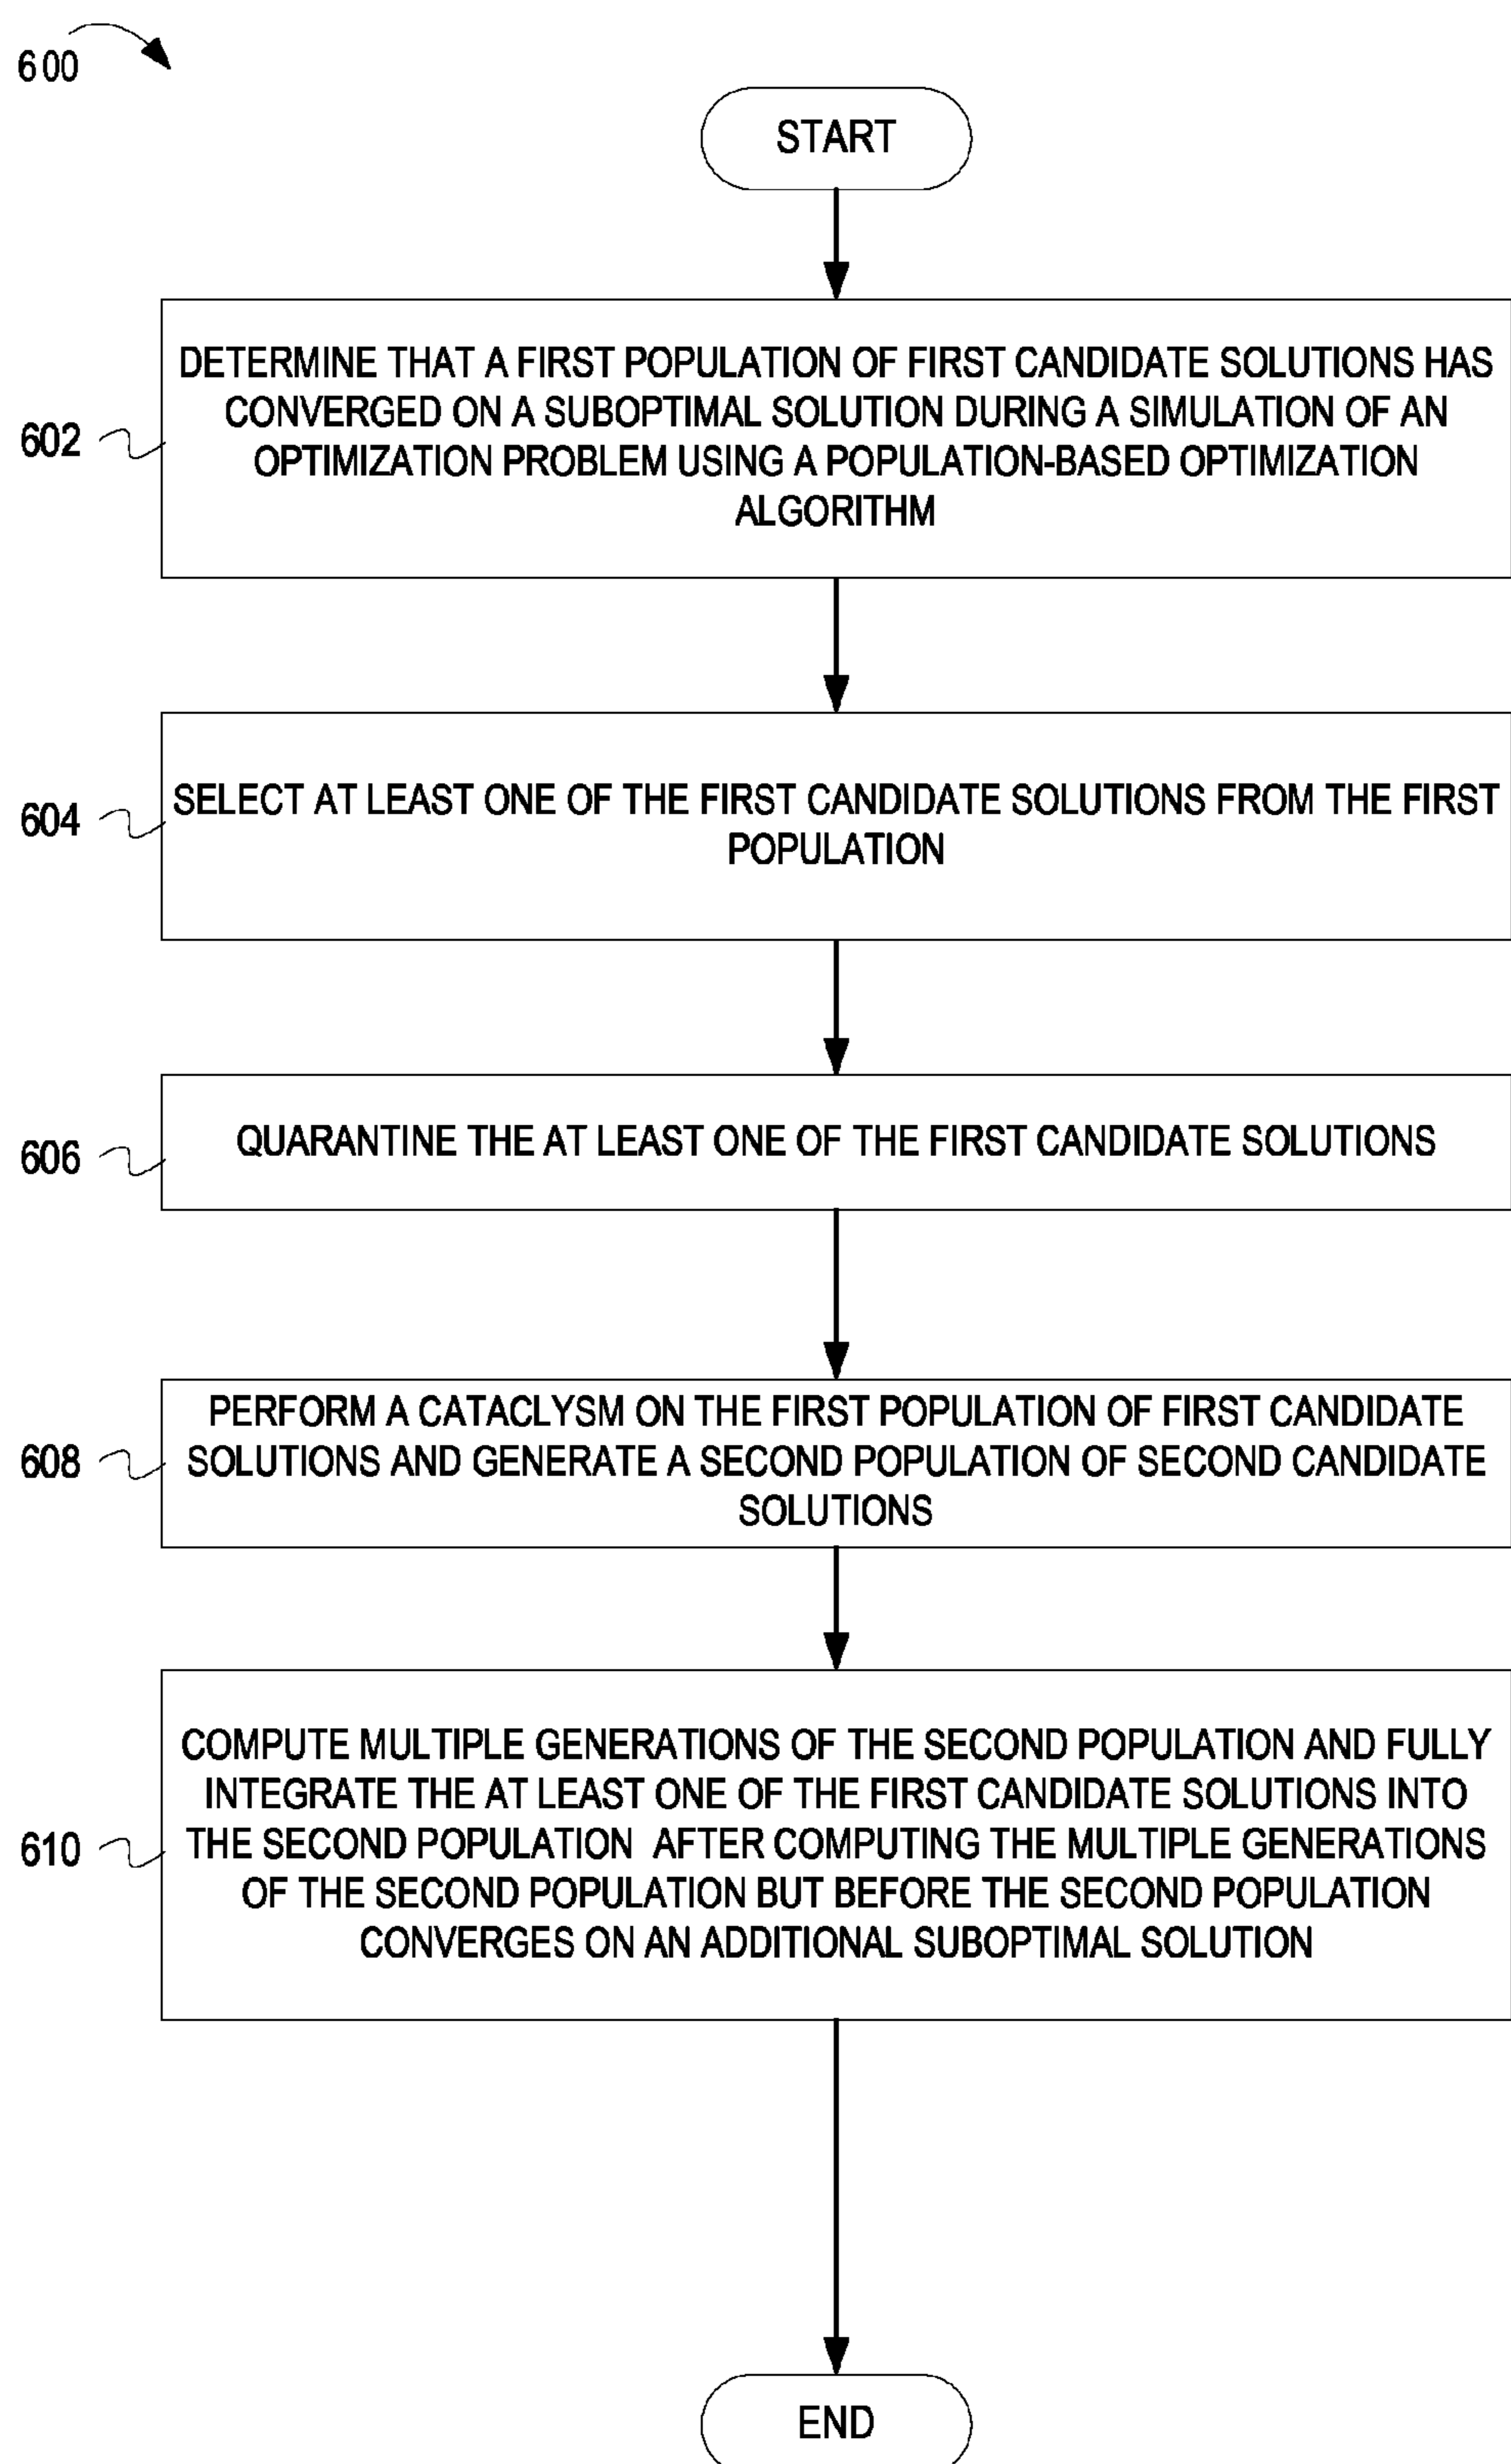 600
START
602
DETERMINE THAT A FIRST POPULATION OF FIRST CANDIDATE SOLUTIONS HAS
CONVERGED ON A SUBOPTIMAL SOLUTION DURING A SIMULATION OF AN
OPTIMIZATION PROBLEM USING A POPULATION-BASED OPTIMIZATION
ALGORITHM
604
SELECT AT LEAST ONE OF THE FIRST CANDIDATE SOLUTIONS FROM THE FIRST
POPULATION
606
QUARANTINE THE AT LEAST ONE OF THE FIRST CANDIDATE SOLUTIONS
608
PERFORM A CATACLYSM ON THE FIRST POPULATION OF FIRST CANDIDATE
SOLUTIONS AND GENERATE A SECOND POPULATION OF SECOND CANDIDATE
SOLUTIONS
610
COMPUTE MULTIPLE GENERATIONS OF THE SECOND POPULATION AND FULLY
INTEGRATE THE AT LEAST ONE OF THE FIRST CANDIDATE SOLUTIONS INTO
THE SECOND POPULATION AFTER COMPUTING THE MULTIPLE GENERATIONS
OF THE SECOND POPULATION BUT BEFORE THE SECOND POPULATION
CONVERGES ON AN ADDITIONAL SUBOPTIMAL SOLUTION
END